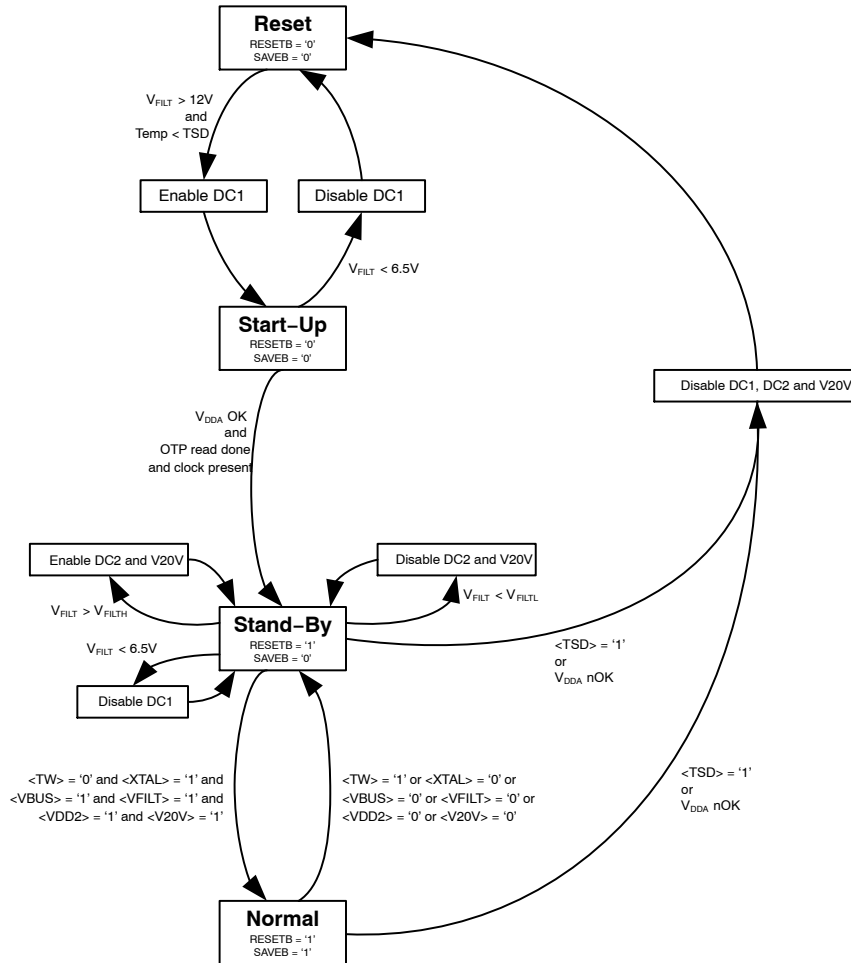 Reset
RESETB = ‘0’
SAVEB = ‘0’
VFILT > 12V
and
Temp < TSD
Enable DC1
Disable DC1
VFILT < 6.5V
Start−Up
RESETB = ‘0’
SAVEB = ‘0’
Disable DC1, DC2 and V20V
VDDA OK
and
OTP read done
and clock present
Enable DC2 and V20V
Disable DC2 and V20V
VFILT > VFILTH
VFILT < VFILTL
Stand−By
RESETB = ‘1’
SAVEB = ‘0’
VFILT < 6.5V
Disable DC1
<TSD> = ‘1’
or
VDDA nOK
<TW> = ‘0’ and <XTAL> = ‘1’ and
<VBUS> = ‘1’ and <VFILT> = ‘1’ and
<VDD2> = ‘1’ and <V20V> = ‘1’
<TW> = ‘1’ or <XTAL> = ‘0’ or
<VBUS> = ‘0’ or <VFILT> = ‘0’ or
<VDD2> = ‘0’ or <V20V> = ‘0’
<TSD> = ‘1’
or
VDDA nOK
Normal
RESETB = ‘1’
SAVEB = ‘1’